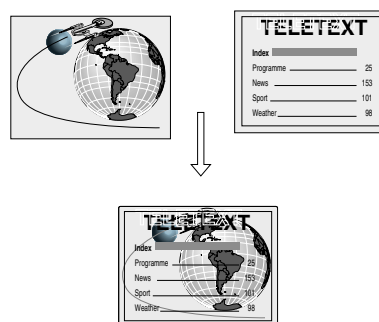 TELETEXT
Index
Programme 25
News 153
Sport 101
Weather 98
TELETEXT
Index
Programme 25
News 153
Sport 101
Weather 98